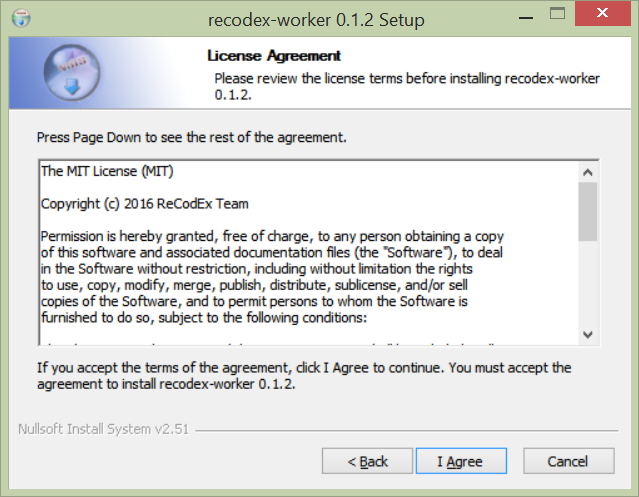 recodex-worker 0.1.2 Setup
License Agreement
Please review the license terms before installing recodex-worker
0.1.2.
Press Page Down to see the rest of the agreement.
The MIT License (MIT)
Copyright (c) 2016 ReCodEx Team
Permission is hereby granted, free of charge, to any person obtaining a copy
of this software and associated documentation files (the "Software"), to deal
in the Software without restriction, including without limitation the rights
to use, copy, modify, merge, publish, distribute, sublicense, and/or sell
copies of the Software, and to permit persons to whom the Software is
furnished to do so, subject to the following conditions:
If you accept the terms of the agreement, click I Agree to continue. You must accept the
agreement to install recodex-worker 0.1.2.
Nullsoft Install System v2.51
< Back
I Agree
Cancel